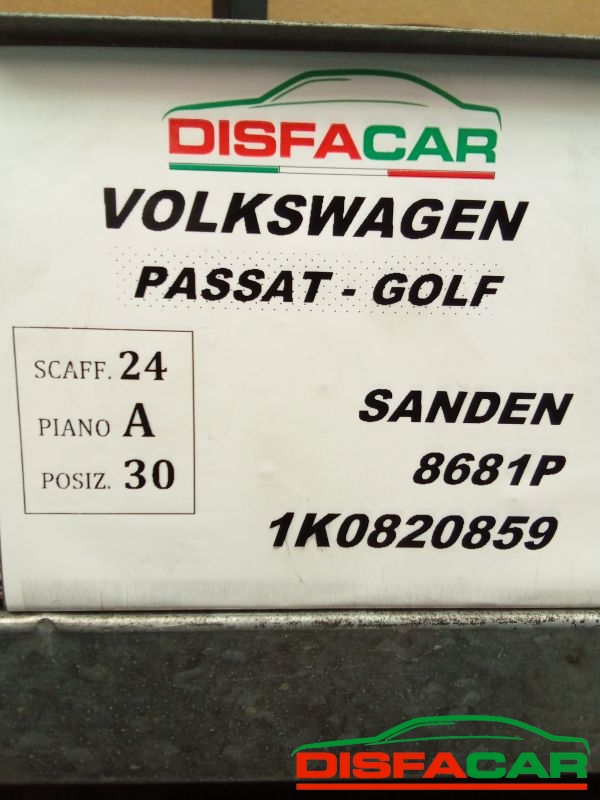 DISFACAR
VOLKSWAGEN
PASSAT - GOLF
SCAFF. 24
PIANO A
POSIZ. 30
SANDEN
8681P
1K0820859
DISFACAR